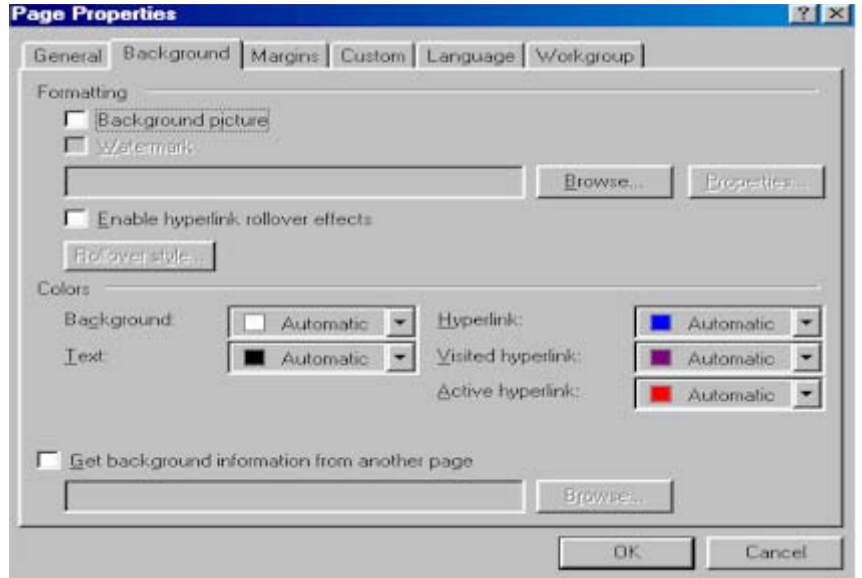 Page Properties
General Background Margins Custom Language Workgroup
Formatting
Background picture
Watermark
Browse... Properties...
Enable hyperlink rollover effects
Rollover style...
Colors
Background: Automatic Hyperlink: Automatic
Text: Automatic Visited hyperlink: Automatic
Active hyperlink: Automatic
Get background information from another page
Browse...
OK Cancel